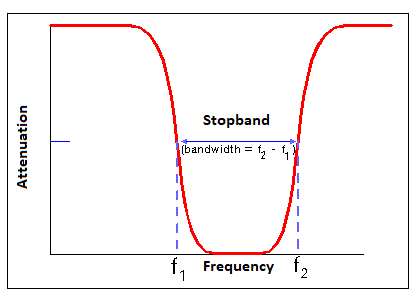 Attenuation
Stopband
(bandwidth = f2 - f1)
f1
Frequency
f2